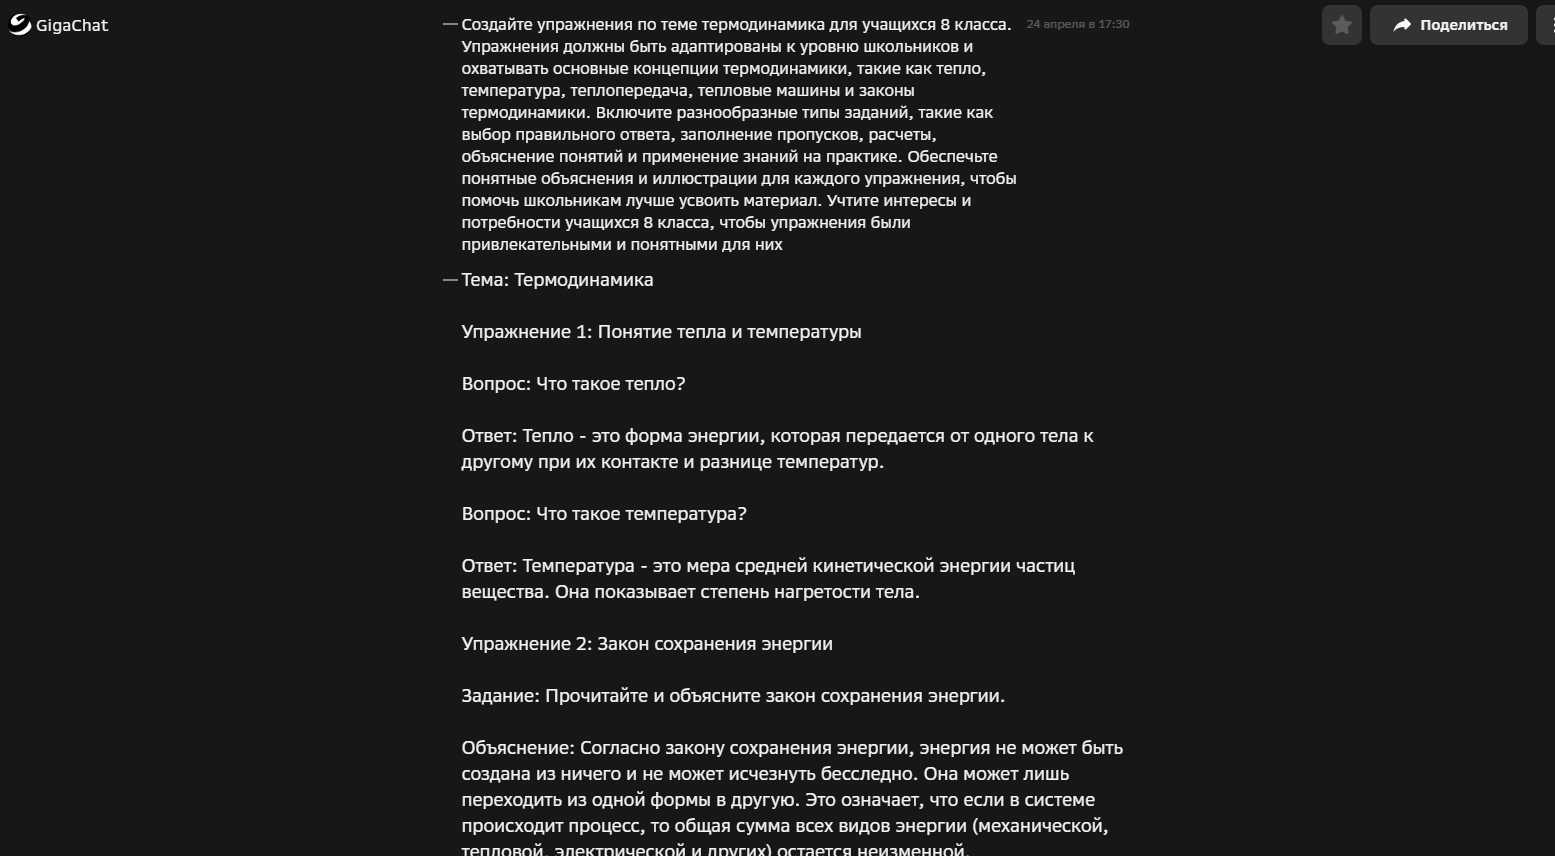 GigaChat
— Создайте упражнения по теме термодинамика для учащихся 8 класса. 24 апреля в 17:30
Упражнения должны быть адаптированы к уровню школьников и
охватывать основные концепции термодинамики, такие как тепло,
температура, теплопередача, тепловые машины и законы
термодинамики. Включите разнообразные типы заданий, такие как
выбор правильного ответа, заполнение пропусков, расчеты,
объяснение понятий и применение знаний на практике. Обеспечьте
понятные объяснения и иллюстрации для каждого упражнения, чтобы
помочь школьникам лучше усвоить материал. Учтите интересы и
потребности учащихся 8 класса, чтобы упражнения были
привлекательными и понятными для них
Поделиться
— Тема: Термодинамика
Упражнение 1: Понятие тепла и температуры
Вопрос: Что такое тепло?
Ответ: Тепло - это форма энергии, которая передается от одного тела к
другому при их контакте и разнице температур.
Вопрос: Что такое температура?
Ответ: Температура - это мера средней кинетической энергии частиц
вещества. Она показывает степень нагретости тела.
Упражнение 2: Закон сохранения энергии
Задание: Прочитайте и объясните закон сохранения энергии.
Объяснение: Согласно закону сохранения энергии, энергия не может быть
создана из ничего и не может исчезнуть бесследно. Она может лишь
переходить из одной формы в другую. Это означает, что если в системе
происходит процесс, то общая сумма всех видов энергии (механической,
тепловой, электрической и других) остается неизменной.